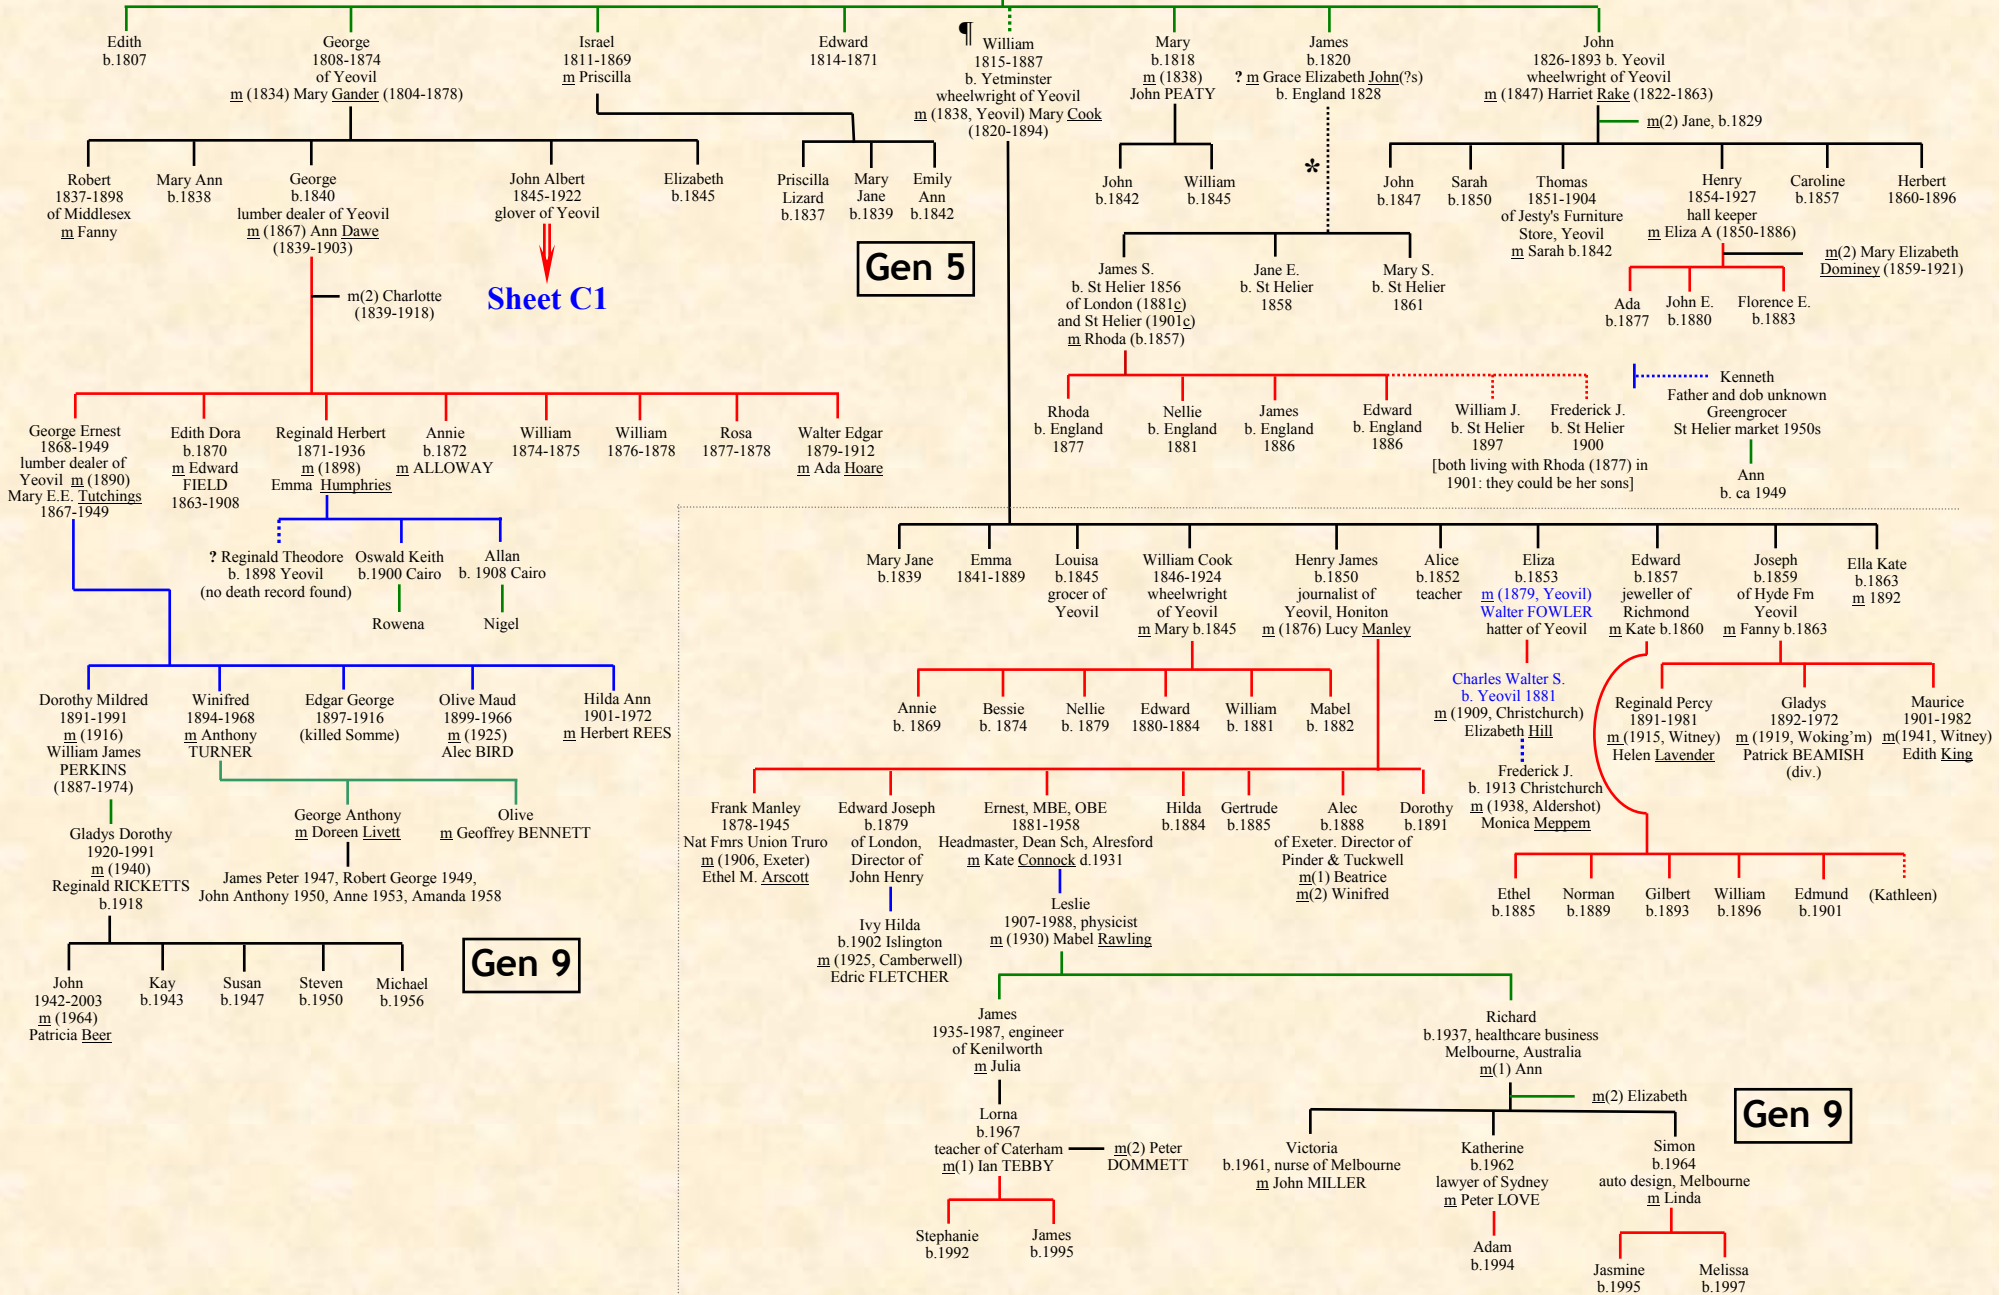 Edith
b.1807
George
1808-1874
of Yeovil
m (1834) Mary Gander (1804-1878)
Israel
1811-1869
m Priscilla
Edward
1814-1871
¶ William
1815-1887
b. Yetminster
wheelwright of Yeovil
m (1838, Yeovil) Mary Cook
(1820-1894)
Mary
b.1818
m (1838)
John PEATY
James
b.1820
? m Grace Elizabeth John(?s)
b. England 1828
John
1826-1893 b. Yeovil
wheelwright of Yeovil
m (1847) Harriet Rake (1822-1863)
m(2) Jane, b.1829
Robert
1837-1898
of Middlesex
m Fanny
Mary Ann
b.1838
George
b.1840
lumber dealer of Yeovil
m (1867) Ann Dawe
(1839-1903)
John Albert
1845-1922
glover of Yeovil
Elizabeth
b.1845
Priscilla
Lizard
b.1837
Mary
Jane
b.1839
Emily
Ann
b.1842
John
b.1842
William
b.1845
*
John
b.1847
Sarah
b.1850
Thomas
1851-1904
of Jesty's Furniture
Store, Yeovil
m Sarah b.1842
Henry
1854-1927
hall keeper
m Eliza A (1850-1886)
Caroline
b.1857
Herbert
1860-1896
m(2) Mary Elizabeth
Dominey (1859-1921)
Gen 5
m(2) Charlotte
(1839-1918)
Sheet C1
James S.
b. St Helier 1856
of London (1881c)
and St Helier (1901c)
m Rhoda (b.1857)
Jane E.
b. St Helier
1858
Mary S.
b. St Helier
1861
Ada
b.1877
John E.
b.1880
Florence E.
b.1883
Kenneth
Father and dob unknown
Greengrocer
St Helier market 1950s
Ann
b. ca 1949
Rhoda
b. England
1877
Nellie
b. England
1881
James
b. England
1886
Edward
b. England
1886
William J.
b. St Helier
1897
Frederick J.
b. St Helier
1900
[both living with Rhoda (1877) in
1901: they could be her sons]
George Ernest
1868-1949
lumber dealer of
Yeovil m (1890)
Mary E.E. Tutchings
1867-1949
Edith Dora
b.1870
m Edward
FIELD
1863-1908
Reginald Herbert
1871-1936
m (1898)
Emma Humphries
Annie
b.1872
m ALLOWAY
William
1874-1875
William
1876-1878
Rosa
1877-1878
Walter Edgar
1879-1912
m Ada Hoare
? Reginald Theodore
b. 1898 Yeovil
(no death record found)
Oswald Keith
b.1900 Cairo
Allan
b. 1908 Cairo
Rowena
Nigel
Mary Jane
b.1839
Emma
1841-1889
Louisa
b.1845
grocer of
Yeovil
William Cook
1846-1924
wheelwright
of Yeovil
m Mary b.1845
Henry James
b.1850
journalist of
Yeovil, Honiton
m (1876) Lucy Manley
Alice
b.1852
teacher
Eliza
b.1853
m (1879, Yeovil)
Walter FOWLER
hatter of Yeovil
Edward
b.1857
jeweller of
Richmond
m Kate b.1860
Joseph
b.1859
of Hyde Fm
Yeovil
m Fanny b.1863
Ella Kate
b.1863
m 1892
Dorothy Mildred
1891-1991
m (1916)
William James
PERKINS
(1887-1974)
Winifred
1894-1968
m Anthony
TURNER
Edgar George
1897-1916
(killed Somme)
Olive Maud
1899-1966
m (1925)
Alec BIRD
Hilda Ann
1901-1972
m Herbert REES
Annie
b. 1869
Bessie
b. 1874
Nellie
b. 1879
Edward
1880-1884
William
b. 1881
Mabel
b. 1882
Charles Walter S.
b. Yeovil 1881
m (1909, Christchurch)
Elizabeth Hill
Reginald Percy
1891-1981
m (1915, Witney)
Helen Lavender
Gladys
1892-1972
m (1919, Woking'm)
Patrick BEAMISH
(div.)
Maurice
1901-1982
m(1941, Witney)
Edith King
Frederick J.
b. 1913 Christchurch
m (1938, Aldershot)
Monica Meppem
George Anthony
m Doreen Livett
Olive
m Geoffrey BENNETT
Gladys Dorothy
1920-1991
m (1940)
Reginald RICKETTS
b.1918
James Peter 1947, Robert George 1949,
John Anthony 1950, Anne 1953, Amanda 1958
Frank Manley
1878-1945
Nat Fmrs Union Truro
m (1906, Exeter)
Ethel M. Arscott
Edward Joseph
b.1879
of London,
Director of
John Henry
Ernest, MBE, OBE
1881-1958
Headmaster, Dean Sch, Alresford
m Kate Connock d.1931
Hilda
b.1884
Gertrude
b.1885
Alec
b.1888
of Exeter. Director of
Pinder & Tuckwell
m(1) Beatrice
m(2) Winifred
Dorothy
b.1891
Ethel
b.1885
Norman
b.1889
Gilbert
b.1893
William
b.1896
Edmund
b.1901
(Kathleen)
Ivy Hilda
b.1902 Islington
m (1925, Camberwell)
Edric FLETCHER
Leslie
1907-1988, physicist
m (1930) Mabel Rawling
Gen 9
John
1942-2003
m (1964)
Patricia Beer
Kay
b.1943
Susan
b.1947
Steven
b.1950
Michael
b.1956
James
1935-1987, engineer
of Kenilworth
m Julia
Richard
b.1937, healthcare business
Melbourne, Australia
m(1) Ann
m(2) Elizabeth
Gen 9
Lorna
b.1967
teacher of Caterham
m(1) Ian TEBBY
m(2) Peter
DOMMETT
Victoria
b.1961, nurse of Melbourne
m John MILLER
Katherine
b.1962
lawyer of Sydney
m Peter LOVE
Simon
b.1964
auto design, Melbourne
m Linda
Stephanie
b.1992
James
b.1995
Adam
b.1994
Jasmine
b.1995
Melissa
b.1997